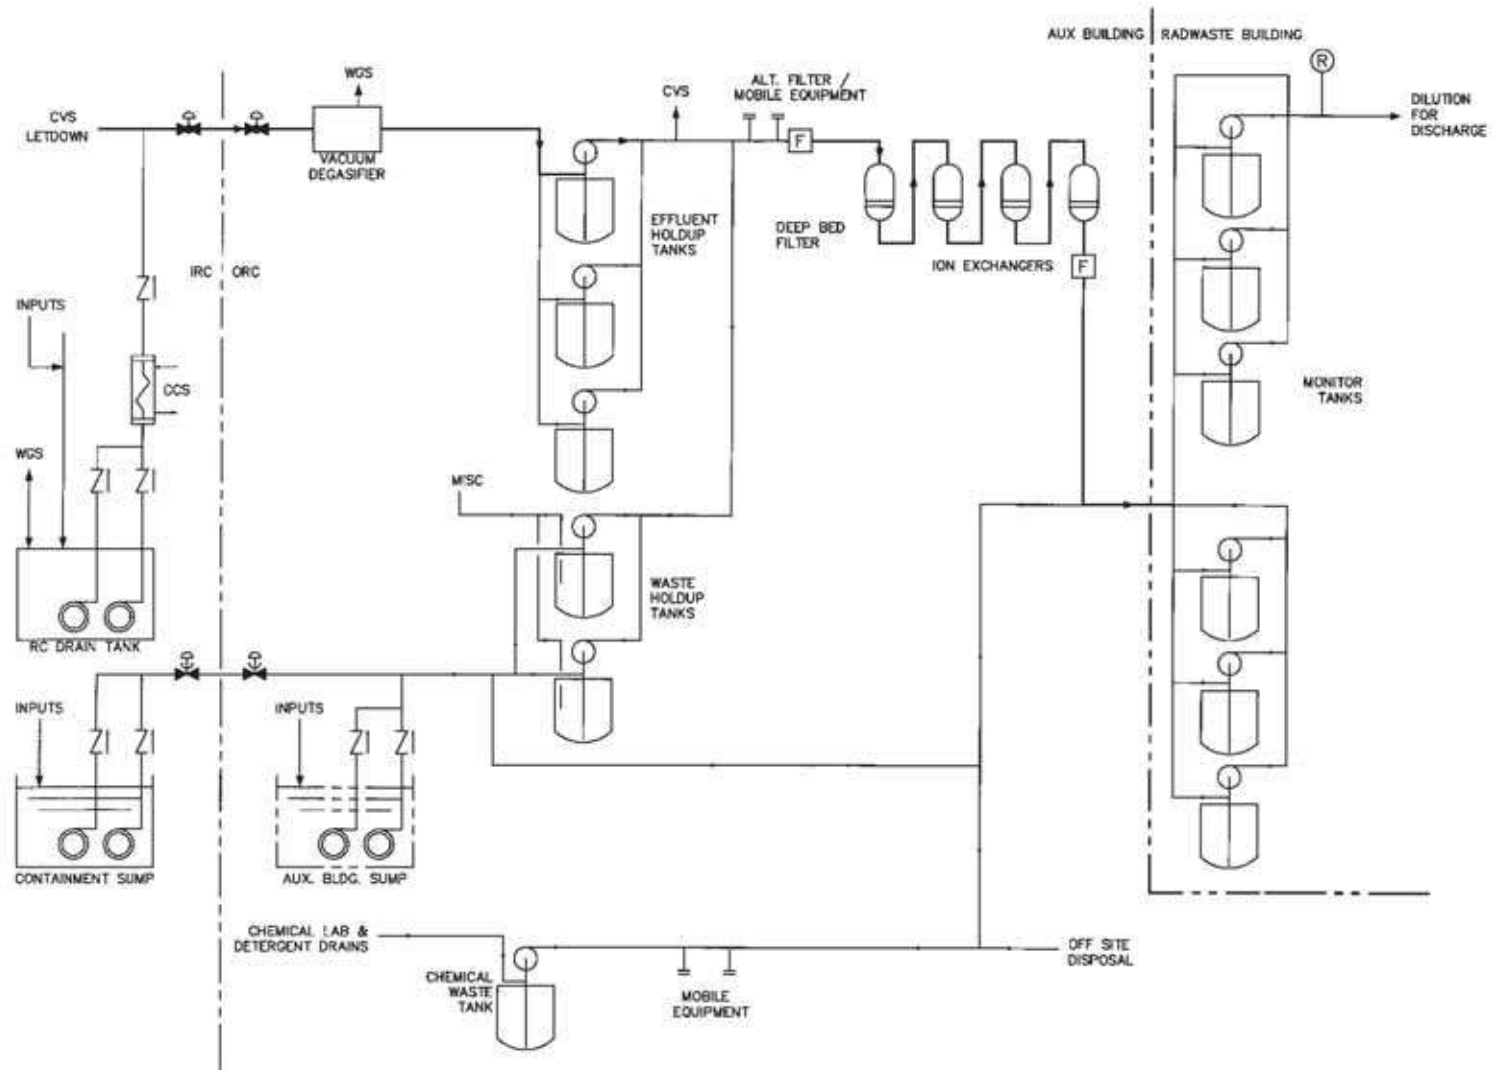 AUX BUILDING
RADWASTE BUILDING
R
DILUTION
FOR
DISCHARGE
WGS
CVS
ALT. FILTER /
MOBILE EQUIPMENT
F
CVS
LETDOWN
VACUUM
DEGASIFIER
EFFLUENT
HOLDUP
TANKS
DEEP BED
FILTER
ION EXCHANGERS
F
IRC
ORC
INPUTS
CCS
MONITOR
TANKS
WGS
MISC
WASTE
HOLDUP
TANKS
RC DRAIN TANK
INPUTS
INPUTS
CONTAINMENT SUMP
AUX. BLDG. SUMP
CHEMICAL LAB &
DETERGENT DRAINS
CHEMICAL
WASTE
TANK
MOBILE
EQUIPMENT
OFF SITE
DISPOSAL